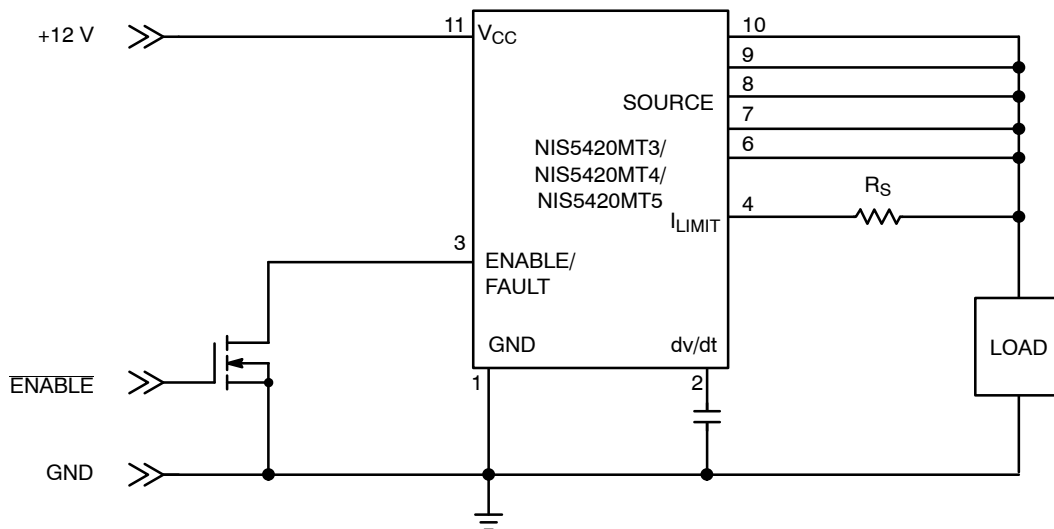 +12 V
11
V_CC
10
9
8
SOURCE
7
NIS5420MT3/
NIS5420MT4/
NIS5420MT5
6
R_S
4
I_LIMIT
3
ENABLE/
FAULT
GND
dv/dt
LOAD
ENABLE
1
2
GND